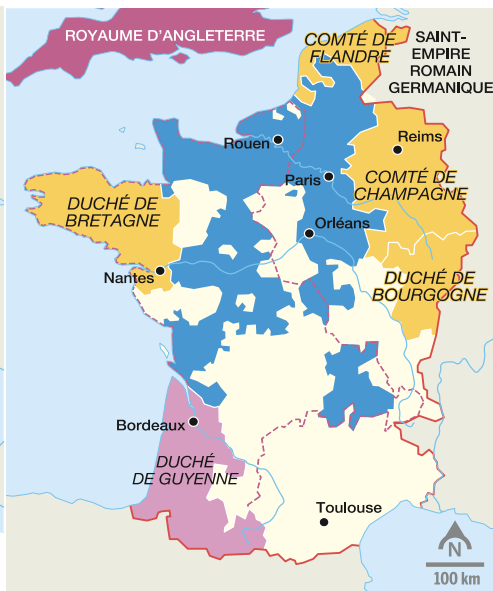 ROYAUME D'ANGLETERRE
COMTÉ DE
FLANDRE
SAINT-
EMPIRE
ROMAIN
GERMANIQUE
Rouen
Reims
Paris
COMTÉ DE
CHAMPAGNE
DUCHÉ DE
BRETAGNE
Orléans
Nantes
DUCHÉ DE
BOURGOGNE
Bordeaux
DUCHÉ
DE GUYENNE
Toulouse
N
100 km